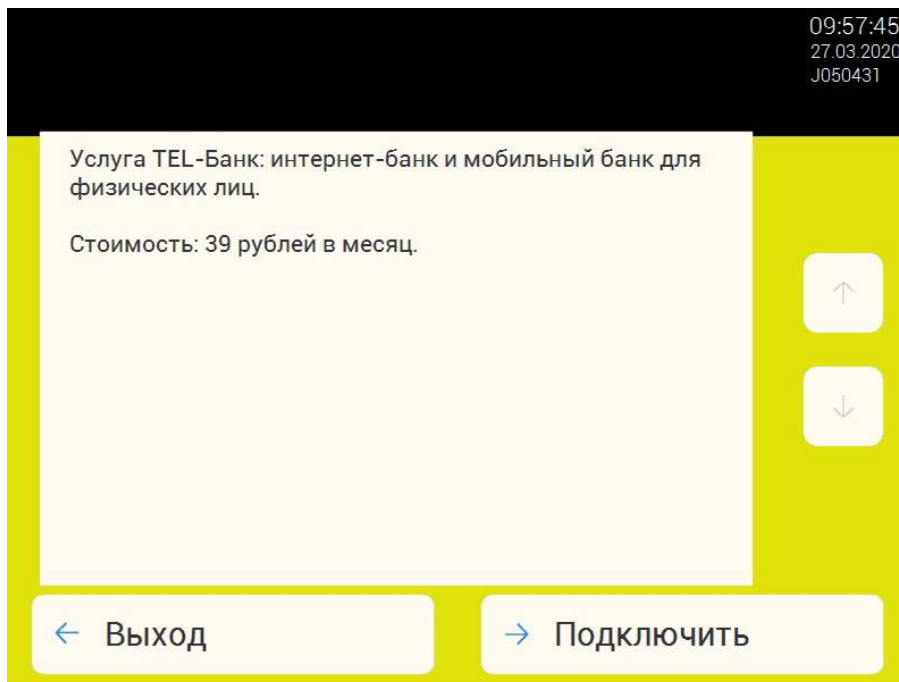 09:57:45
27.03.2020
J050431
Услуга TEL-Банк: интернет-банк и мобильный банк для
физических лиц.
Стоимость: 39 рублей в месяц.
← Выход
→ Подключить